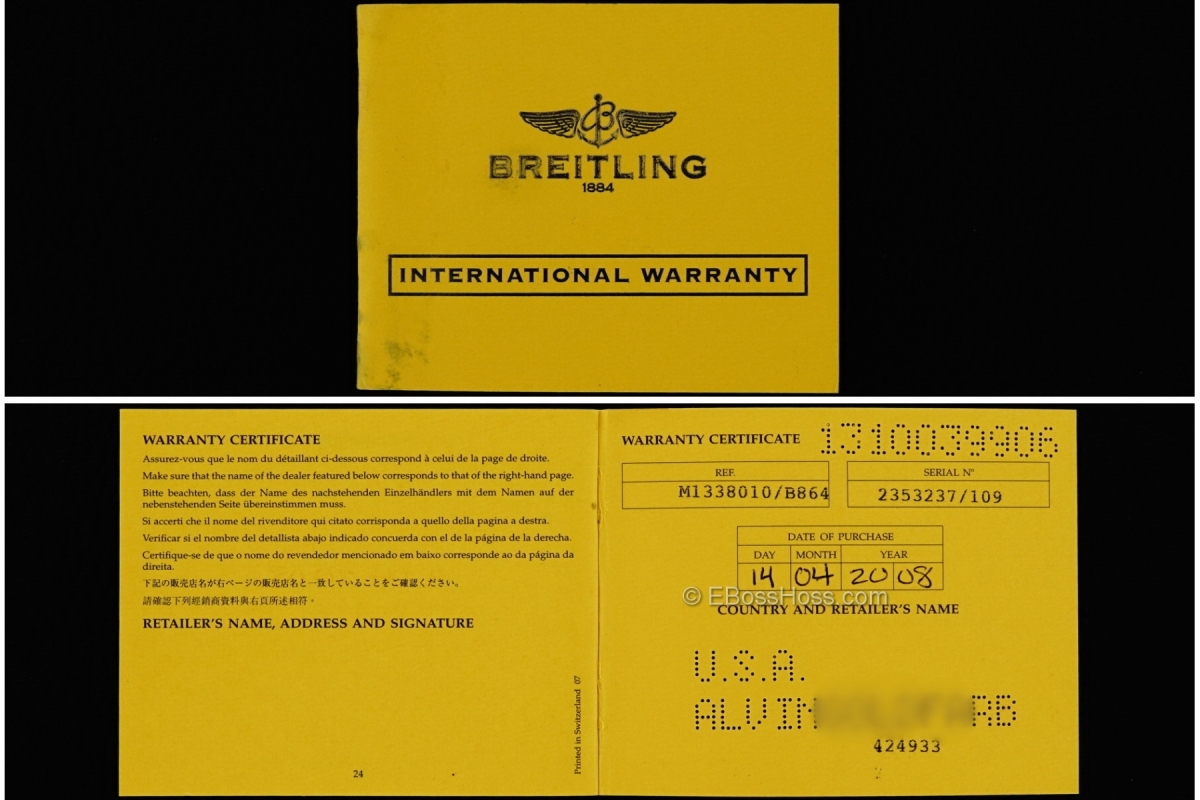 BREITLING
1884
INTERNATIONAL WARRANTY
WARRANTY CERTIFICATE
Assurez-vous que le nom du détaillant ci-dessous correspond à celui de la page de droite.
Make sure that the name of the dealer featured below corresponds to that of the right-hand page.
Bitte beachten, dass der Name des nachstehenden Einzelhändlers mit dem Namen auf der
nebenstehenden Seite übereinstimmen muss.
Si accerti che il nome del rivenditore qui citato corrisponda a quello della pagina a destra.
Verificar si el nombre del detallista abajo indicado concuerda con el de la página de la derecha.
Certifique-se de que o nome do revendedor mencionado em baixo corresponde ao da página da
direita.
下記の販売店名が右ページの販売店名と一致していることをご確認ください。
請確認下列經銷商資料與右頁所述相符。
RETAILER'S NAME, ADDRESS AND SIGNATURE
Printed in Switzerland 07
24
WARRANTY CERTIFICATE 1310039906
REF. SERIAL N°
M1338010/B864 2353237/109
DATE OF PURCHASE
DAY MONTH YEAR
14 04 20 08
© EBossHoss.com
COUNTRY AND RETAILER'S NAME
U.S.A.
ALVIN
424933